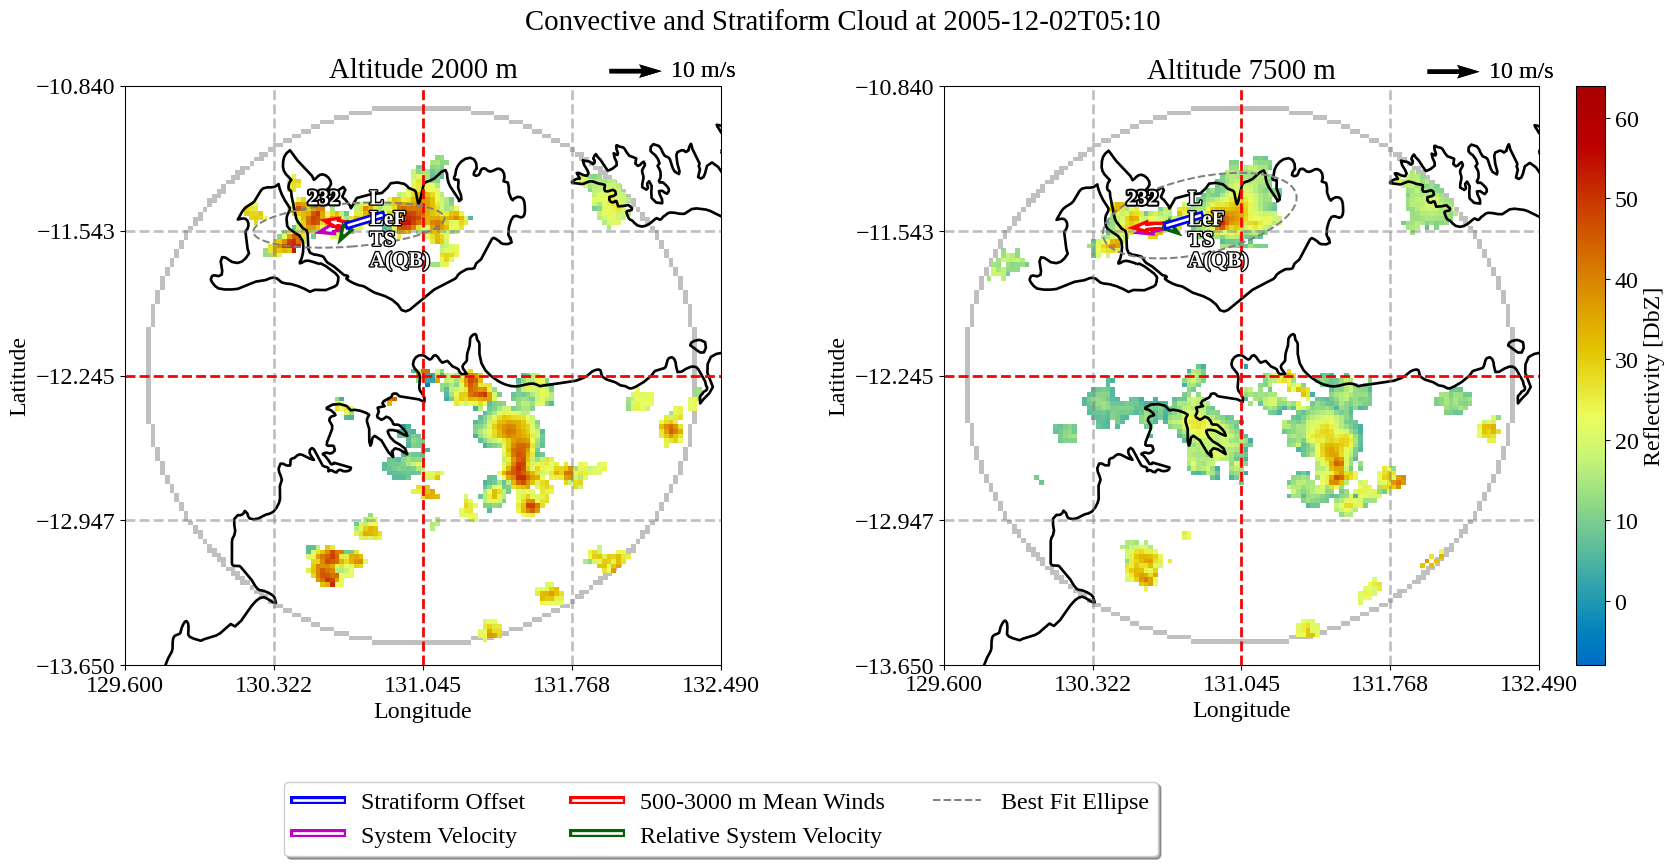 Convective and Stratiform Cloud at 2005-12-02T05:10
Altitude 2000 m
10 m/s
Altitude 7500 m
10 m/s
−10.840
−11.543
−12.245
−12.947
−13.650
129.600
130.322
131.045
131.768
132.490
Latitude
Longitude
232
L
LeF
TS
A(QB)
−10.840
−11.543
−12.245
−12.947
−13.650
129.600
130.322
131.045
131.768
132.490
Latitude
Longitude
232
L
LeF
TS
A(QB)
60
50
40
30
20
10
0
Reflectivity [DbZ]
Stratiform Offset
500-3000 m Mean Winds
Best Fit Ellipse
System Velocity
Relative System Velocity